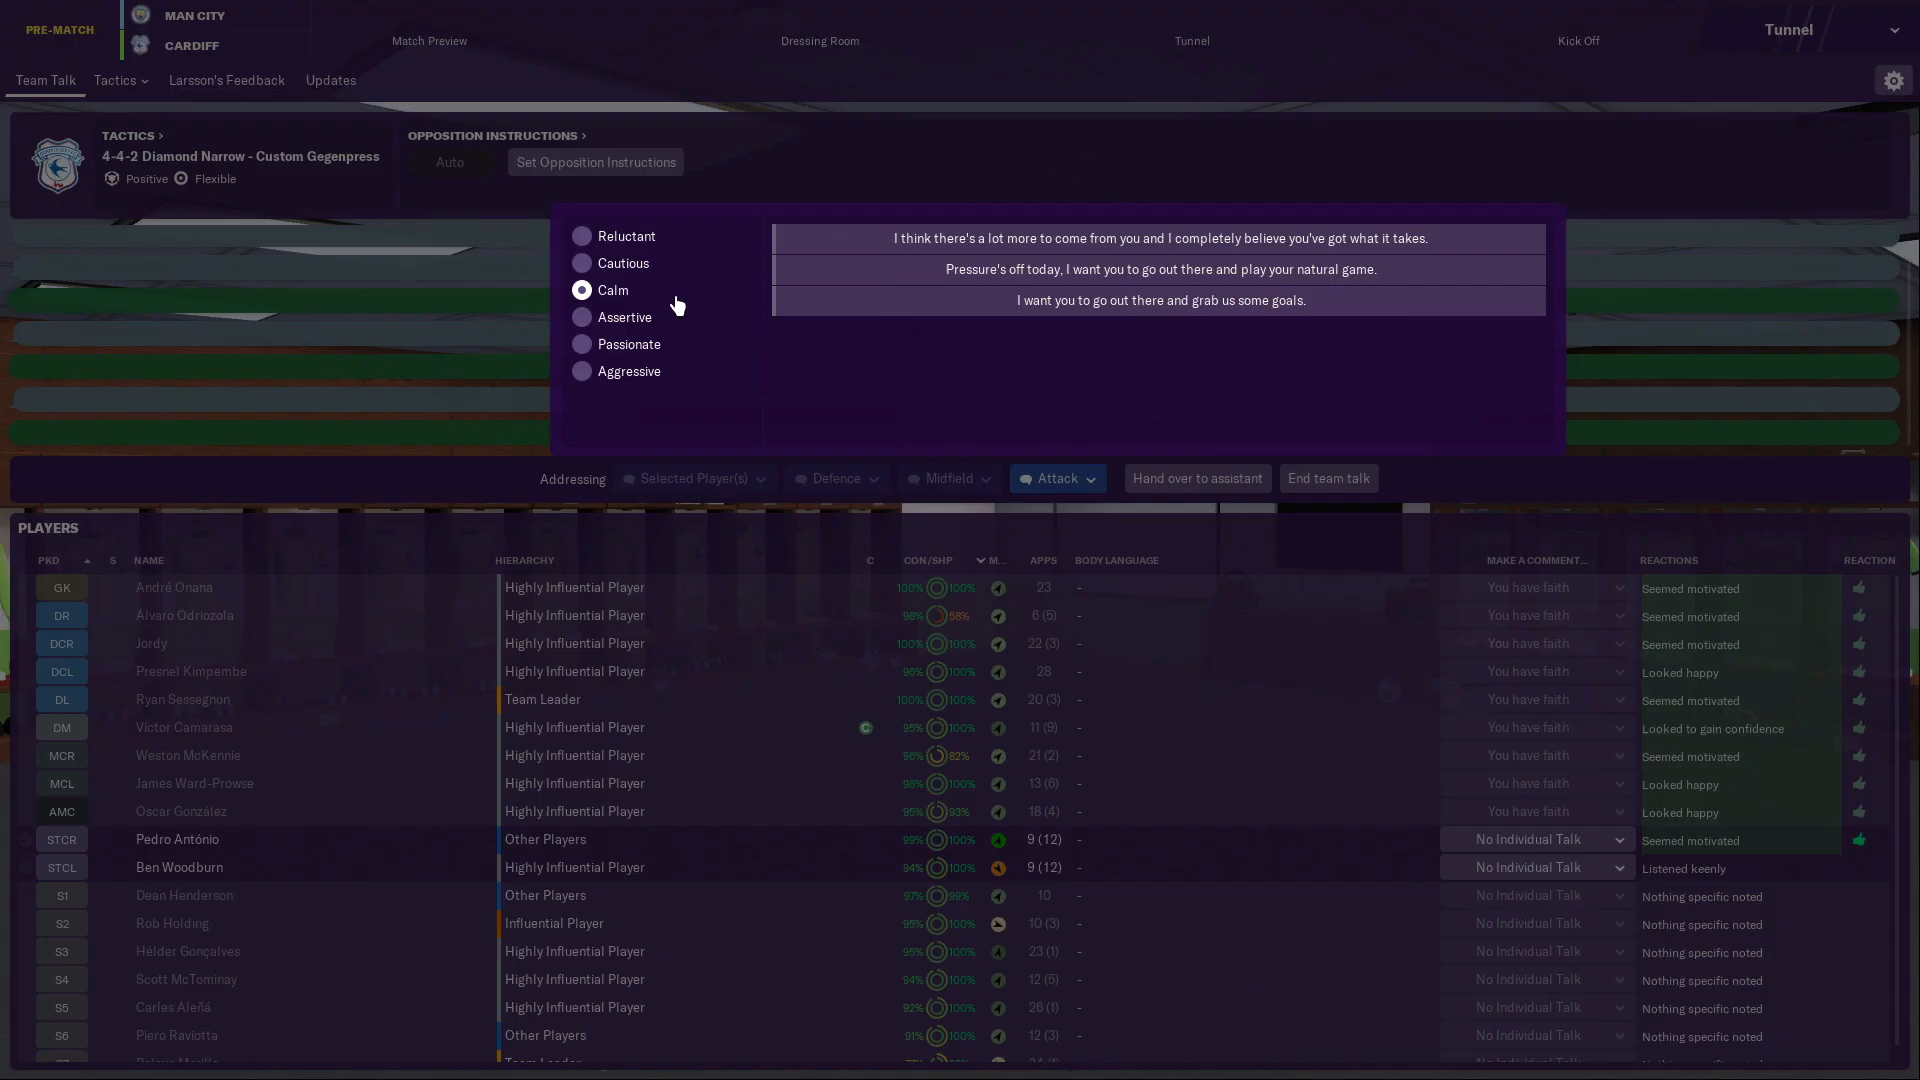 PRE-MATCH
MAN CITY
CARDIFF
Match Preview
Dressing Room
Tunnel
Kick Off
Tunnel
Team Talk
Tactics
Larsson's Feedback
Updates
TACTICS >
4-4-2 Diamond Narrow - Custom Gegenpress
Positive
Flexible
OPPOSITION INSTRUCTIONS >
Auto
Set Opposition Instructions
Reluctant
Cautious
Calm
Assertive
Passionate
Aggressive
I think there's a lot more to come from you and I completely believe you've got what it takes.
Pressure's off today, I want you to go out there and play your natural game.
I want you to go out there and grab us some goals.
Addressing
Selected Player(s)
Defence
Midfield
Attack
Hand over to assistant
End team talk
PLAYERS
PKD S NAME HIERARCHY C CON/SHP M... APPS BODY LANGUAGE MAKE A COMMENT... REACTIONS REACTION
GK André Onana Highly Influential Player 100% 100% 23 - You have faith Seemed motivated
DR Álvaro Odriozola Highly Influential Player 98% 58% 6 (5) - You have faith Seemed motivated
DCR Jordy Highly Influential Player 100% 100% 22 (3) - You have faith Seemed motivated
DCL Presnel Kimpembe Highly Influential Player 96% 100% 28 - You have faith Looked happy
DL Ryan Sessegnon Team Leader 100% 100% 20 (3) - You have faith Seemed motivated
DM Víctor Camarasa Highly Influential Player C 95% 100% 11 (9) - You have faith Looked to gain confidence
MCR Weston McKennie Highly Influential Player 96% 82% 21 (2) - You have faith Seemed motivated
MCL James Ward-Prowse Highly Influential Player 98% 100% 13 (6) - You have faith Looked happy
AMC Oscar González Highly Influential Player 95% 93% 18 (4) - You have faith Looked happy
STCR Pedro António Other Players 99% 100% 9 (12) - No Individual Talk Seemed motivated
STCL Ben Woodburn Highly Influential Player 94% 100% 9 (12) - No Individual Talk Listened keenly
S1 Dean Henderson Other Players 97% 99% 10 - No Individual Talk Nothing specific noted
S2 Rob Holding Influential Player 95% 100% 10 (3) - No Individual Talk Nothing specific noted
S3 Hélder Gonçalves Highly Influential Player 95% 100% 23 (1) - No Individual Talk Nothing specific noted
S4 Scott McTominay Highly Influential Player 94% 100% 12 (5) - No Individual Talk Nothing specific noted
S5 Carles Aleñá Highly Influential Player 92% 100% 26 (1) - No Individual Talk Nothing specific noted
S6 Piero Raviotta Other Players 91% 100% 12 (3) - No Individual Talk Nothing specific noted
Team Leader No Individual Talk